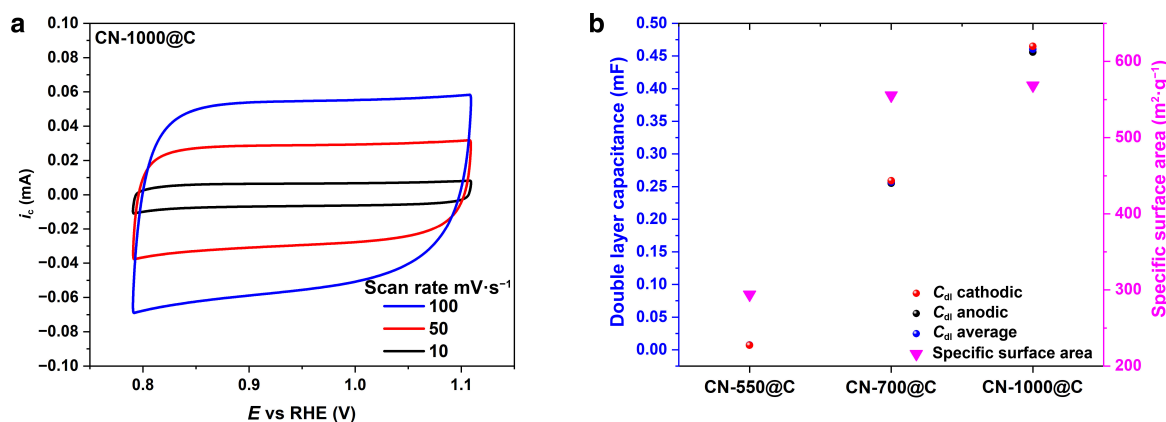 a
CN-1000@C
0.10
0.08
0.06
0.04
0.02
0.00
−0.02
−0.04
−0.06
−0.08
−0.10
i_c (mA)
Scan rate mV·s⁻¹
100
50
10
0.8 0.9 1.0 1.1
E vs RHE (V)
b
Double layer capacitance (mF)
0.50
0.45
0.40
0.35
0.30
0.25
0.20
0.15
0.10
0.05
0.00
C_dl cathodic
C_dl anodic
C_dl average
Specific surface area
600
500
400
300
200
Specific surface area (m²·g⁻¹)
CN-550@C CN-700@C CN-1000@C